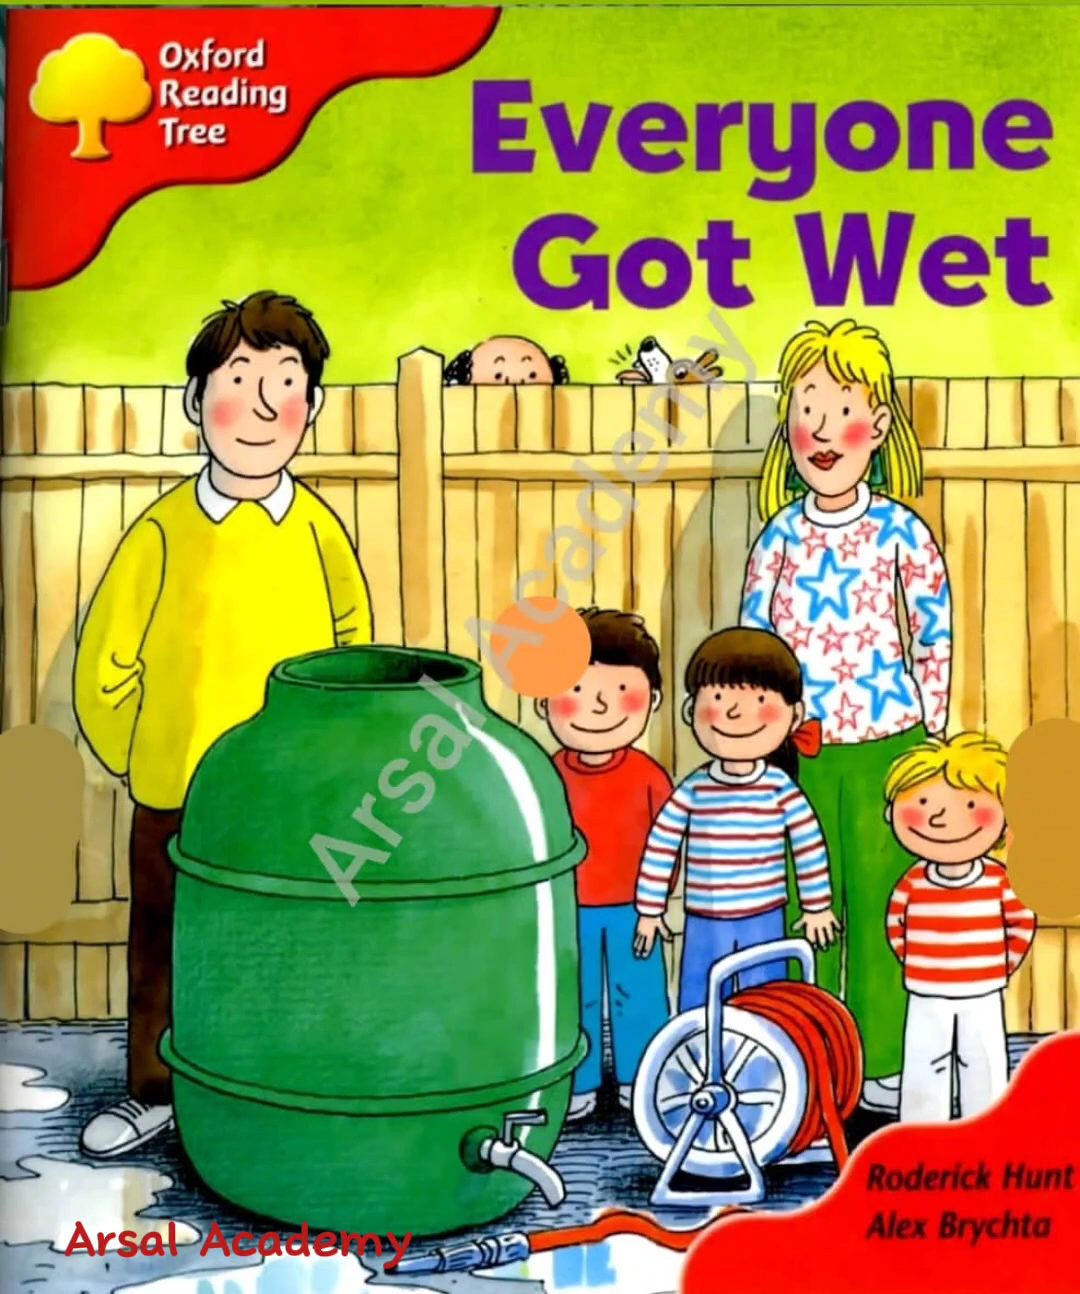 Oxford
Reading
Tree
Everyone
Got Wet
Arsal Academy
Roderick Hunt
Alex Brychta
Arsal Academy